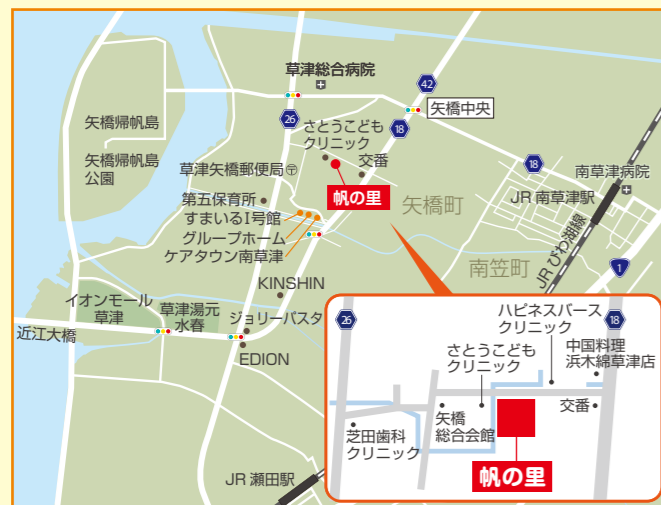 草津総合病院
42
矢橋中央
26
18
さとうこども
クリニック
交番
18
矢橋帰帆島
矢橋帰帆島
公園
草津矢橋郵便局〒
帆の里
矢橋町
南草津病院
JR 南草津駅
第五保育所
すまいるI号館
グループホーム
ケアタウン南草津
南笠町
JR びわ湖線
1
KINSHIN
イオンモール
草津
草津湯元
水春
ジョリーパスタ
近江大橋
EDION
JR 瀬田駅
ハピネスバース
クリニック
26
18
さとうこども
クリニック
中国料理
浜木綿草津店
矢橋
総合会館
交番
芝田歯科
クリニック
帆の里